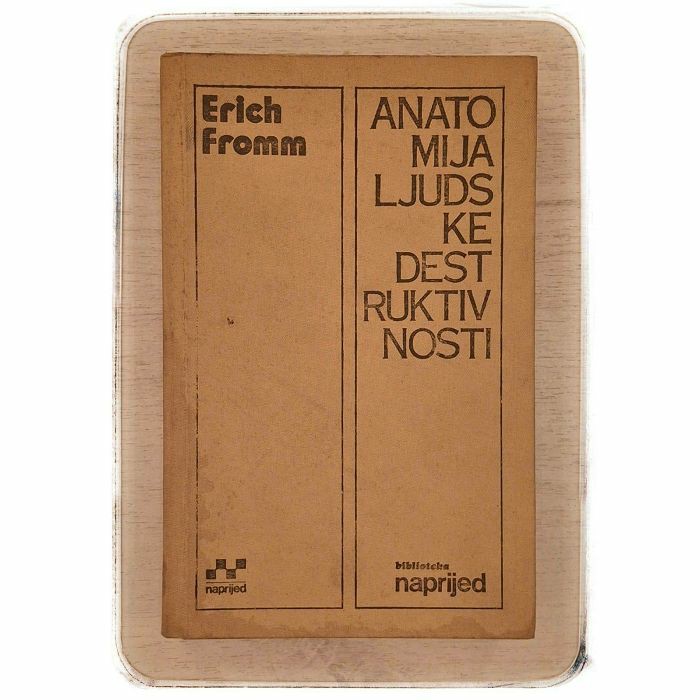 Erich
Fromm
ANATO
MIJA
LJUDS
KE
DEST
RUKTIV
NOSTI
naprijed
biblioteka
naprijed